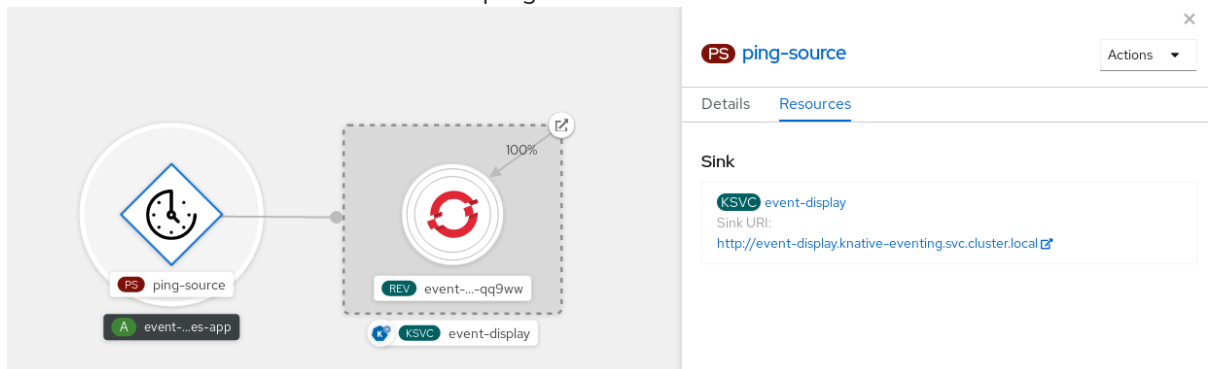 PS ping-source
Actions
Details Resources
100%
Sink
KSVC event-display
Sink URI:
http://event-display.knative-eventing.svc.cluster.local
PS ping-source
REV event-...-qq9ww
A event-...es-app
K KSVC event-display